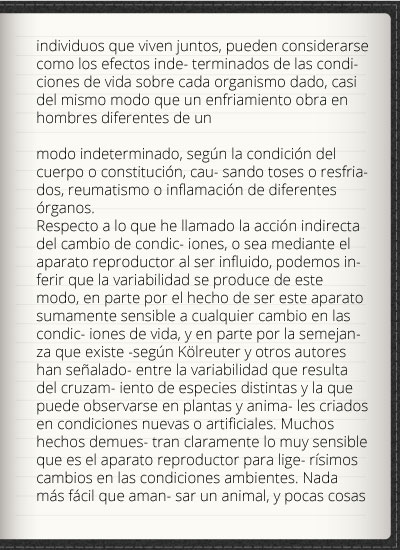 individuos que viven juntos, pueden considerarse
como los efectos inde- terminados de las condi-
ciones de vida sobre cada organismo dado, casi
del mismo modo que un enfriamiento obra en
hombres diferentes de un
modo indeterminado, según la condición del
cuerpo o constitución, cau- sando toses o resfria-
dos, reumatismo o inflamación de diferentes
órganos.
Respecto a lo que he llamado la acción indirecta
del cambio de condic- iones, o sea mediante el
aparato reproductor al ser influido, podemos in-
ferir que la variabilidad se produce de este
modo, en parte por el hecho de ser este aparato
sumamente sensible a cualquier cambio en las
condic- iones de vida, y en parte por la semejan-
za que existe -según Kölreuter y otros autores
han señalado- entre la variabilidad que resulta
del cruzam- iento de especies distintas y la que
puede observarse en plantas y anima- les criados
en condiciones nuevas o artificiales. Muchos
hechos demues- tran claramente lo muy sensible
que es el aparato reproductor para lige- rísimos
cambios en las condiciones ambientes. Nada
más fácil que aman- sar un animal, y pocas cosas